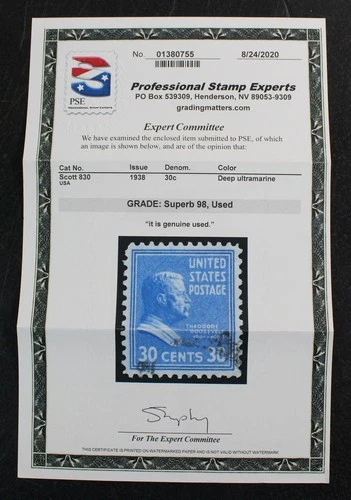 No. 01380755 8/24/2020
PSE
Professional Stamp Experts
PO Box 539309, Henderson, NV 89053-9309
gradingmatters.com
Expert Committee
We have examined the enclosed item submitted to PSE, of which
an image is shown below, and are of the opinion that:
Cat No. Issue Denom. Color
Scott 830 1938 30c Deep ultramarine
USA
GRADE: Superb 98, Used
"it is genuine used."
UNITED
STATES
POSTAGE
THEODORE
ROOSEVELT
30 CENTS 30
For The Expert Committee
THIS CERTIFICATE IS PRINTED ON WATERMARKED PAPER AND IS NOT VALID WITHOUT WATERMARK